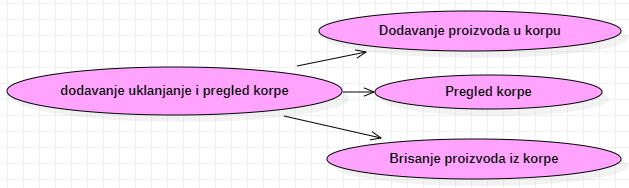 Dodavanje proizvoda u korpu
dodavanje uklanjanje i pregled korpe
Pregled korpe
Brisanje proizvoda iz korpe